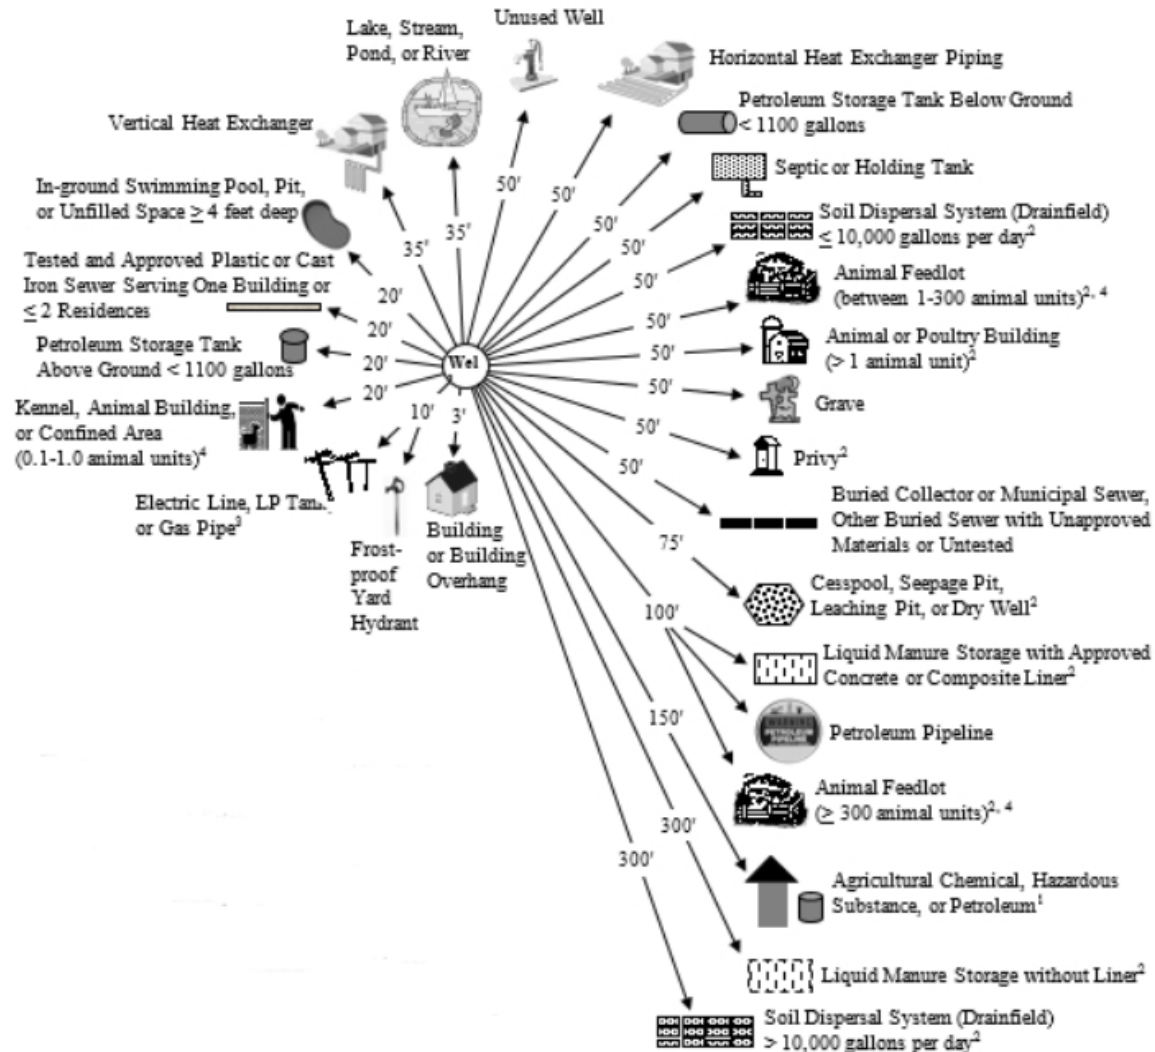 Unused Well
Lake, Stream,
Pond, or River
Horizontal Heat Exchanger Piping
Petroleum Storage Tank Below Ground
< 1100 gallons
Vertical Heat Exchanger
Septic or Holding Tank
In-ground Swimming Pool, Pit,
or Unfilled Space ≥ 4 feet deep
Soil Dispersal System (Drainfield)
≤ 10,000 gallons per day²
Tested and Approved Plastic or Cast
Iron Sewer Serving One Building or
≤ 2 Residences
Animal Feedlot
(between 1-300 animal units)²· ⁴
Petroleum Storage Tank
Above Ground < 1100 gallons
Animal or Poultry Building
(> 1 animal unit)²
Kennel, Animal Building,
or Confined Area
(0.1-1.0 animal units)⁴
Grave
Privy²
Electric Line, LP Tan
or Gas Pipe³
Frost-
proof
Yard
Hydrant
Building
or Building
Overhang
Buried Collector or Municipal Sewer,
Other Buried Sewer with Unapproved
Materials or Untested
Cesspool, Seepage Pit,
Leaching Pit, or Dry Well²
Liquid Manure Storage with Approved
Concrete or Composite Liner²
WARNING
PETROLEUM
PIPELINE
Petroleum Pipeline
Animal Feedlot
(≥ 300 animal units)²· ⁴
Agricultural Chemical, Hazardous
Substance, or Petroleum¹
Liquid Manure Storage without Liner²
Soil Dispersal System (Drainfield)
> 10,000 gallons per day²
Wel
35'
35'
50'
50'
50'
50'
50'
50'
50'
50'
50'
50'
75'
100'
150'
300'
300'
20'
20'
20'
20'
10'
3'